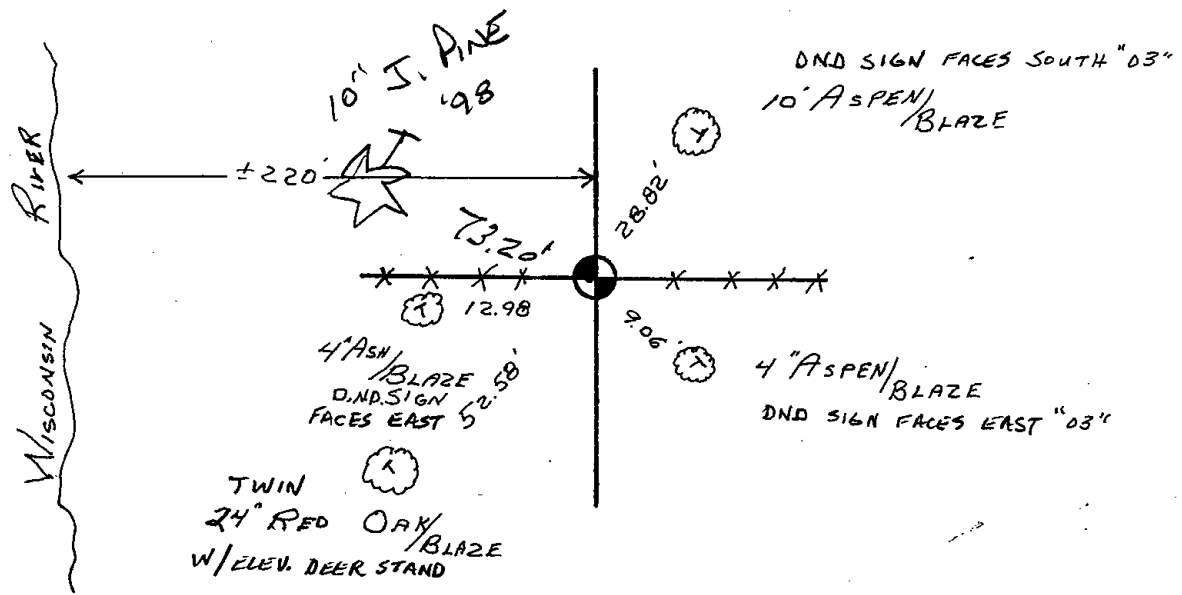 10" J. PINE
'98
DND SIGN FACES SOUTH "03"
10' ASPEN/
BLAZE
±220'
28.82'
73.20'
WISCONSIN RIVER
12.98
9.06'
4" ASH/
BLAZE
D.ND. SIGN
FACES EAST
52.58'
4" ASPEN/
BLAZE
DND SIGN FACES EAST "03"
TWIN
24" RED OAK/
BLAZE
W/ELEV. DEER STAND